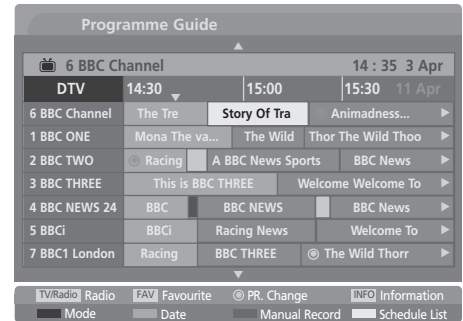 Programme Guide
6 BBC Channel 14 : 35 3 Apr
DTV 14:30 15:00 15:30 11 Apr
6 BBC Channel The Tre Story Of Tra Animadness...
1 BBC ONE Mona The va... The Wild Thor The Wild Thoo
2 BBC TWO Racing A BBC News Sports BBC News
3 BBC THREE This is BBC THREE Welcome Welcome To
4 BBC NEWS 24 BBC BBC NEWS BBC News
5 BBCi BBCi Racing News Welcome To
7 BBC1 London Racing BBC THREE The Wild Thorr
TV/Radio Radio FAV Favourite PR. Change INFO Information
Mode Date Manual Record Schedule List